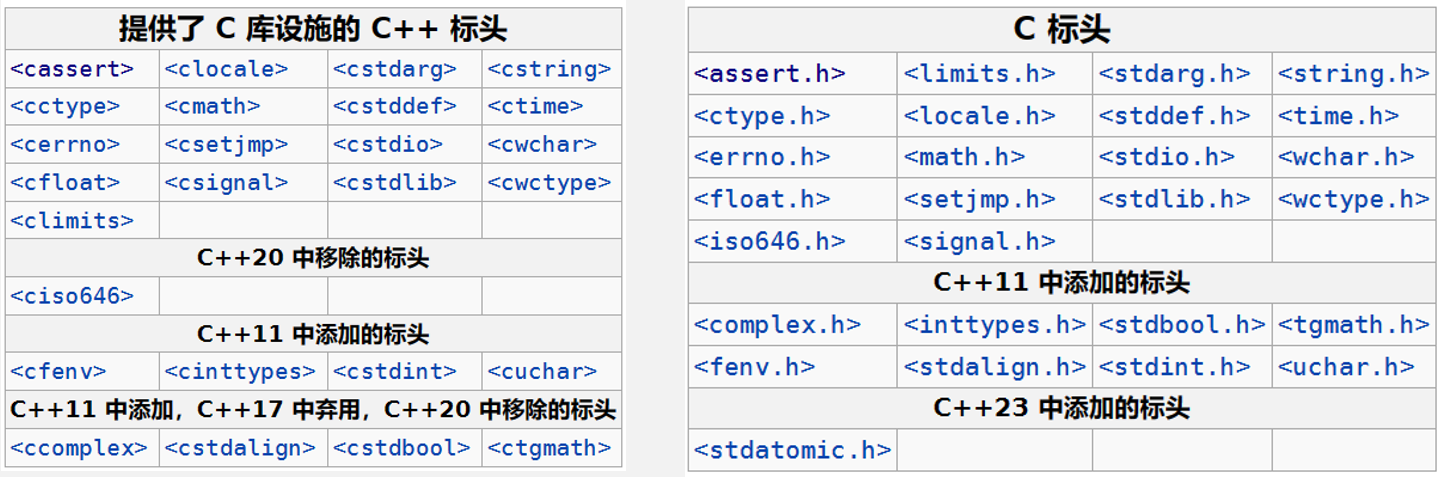 提供了 C 库设施的 C++ 标头
<cassert> <clocale> <cstdarg> <cstring>
<cctype> <cmath> <cstddef> <ctime>
<cerrno> <csetjmp> <cstdio> <cwchar>
<cfloat> <csignal> <cstdlib> <cwctype>
<climits>
C++20 中移除的标头
<ciso646>
C++11 中添加的标头
<cfenv> <cinttypes> <cstdint> <cuchar>
C++11 中添加，C++17 中弃用，C++20 中移除的标头
<ccomplex> <cstdalign> <cstdbool> <ctgmath>
C 标头
<assert.h> <limits.h> <stdarg.h> <string.h>
<ctype.h> <locale.h> <stddef.h> <time.h>
<errno.h> <math.h> <stdio.h> <wchar.h>
<float.h> <setjmp.h> <stdlib.h> <wctype.h>
<iso646.h> <signal.h>
C++11 中添加的标头
<complex.h> <inttypes.h> <stdbool.h> <tgmath.h>
<fenv.h> <stdalign.h> <stdint.h> <uchar.h>
C++23 中添加的标头
<stdatomic.h>